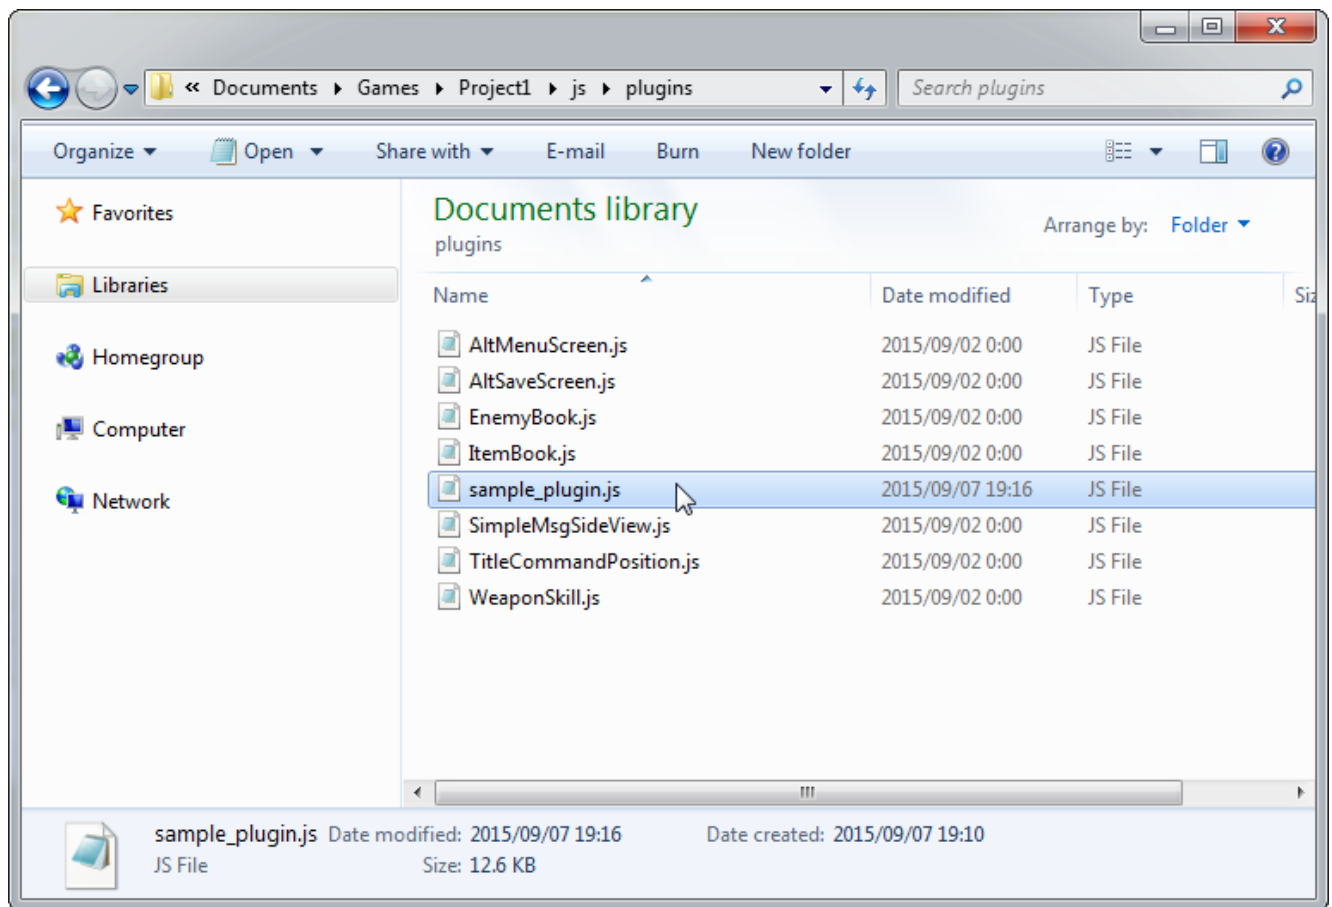 « Documents Games Project1 js plugins Search plugins
Organize Open Share with E-mail Burn New folder
Favorites
Libraries
Homegroup
Computer
Network
Documents library
plugins
Arrange by: Folder
Name Date modified Type Siz
AltMenuScreen.js 2015/09/02 0:00 JS File
AltSaveScreen.js 2015/09/02 0:00 JS File
EnemyBook.js 2015/09/02 0:00 JS File
ItemBook.js 2015/09/02 0:00 JS File
sample_plugin.js 2015/09/07 19:16 JS File
SimpleMsgSideView.js 2015/09/02 0:00 JS File
TitleCommandPosition.js 2015/09/02 0:00 JS File
WeaponSkill.js 2015/09/02 0:00 JS File
sample_plugin.js Date modified: 2015/09/07 19:16 Date created: 2015/09/07 19:10
JS File Size: 12.6 KB